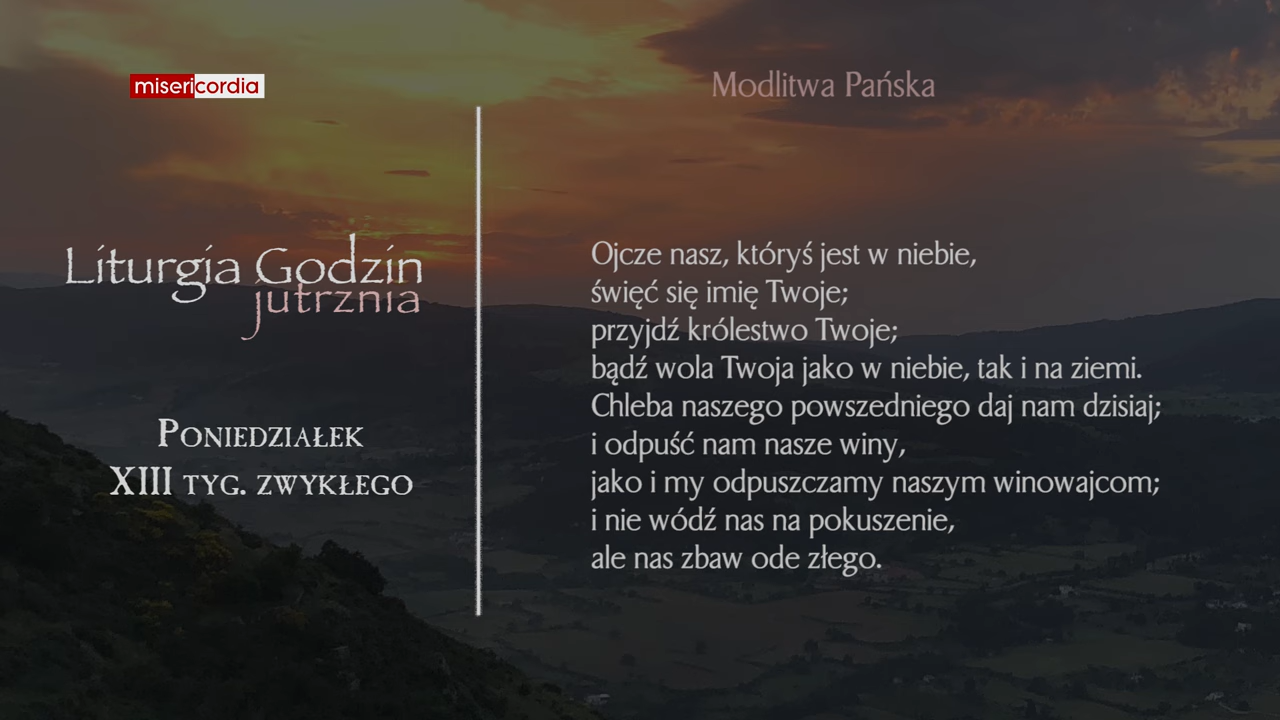 misericordia
Liturgia Godzin
jutrznia
Poniedziałek
XIII tyg. zwykłego
Modlitwa Pańska
Ojcze nasz, któryś jest w niebie,
święć się imię Twoje;
przyjdź królestwo Twoje;
bądź wola Twoja jako w niebie, tak i na ziemi.
Chleba naszego powszedniego daj nam dzisiaj;
i odpuść nam nasze winy,
jako i my odpuszczamy naszym winowajcom;
i nie wódź nas na pokuszenie,
ale nas zbaw ode złego.